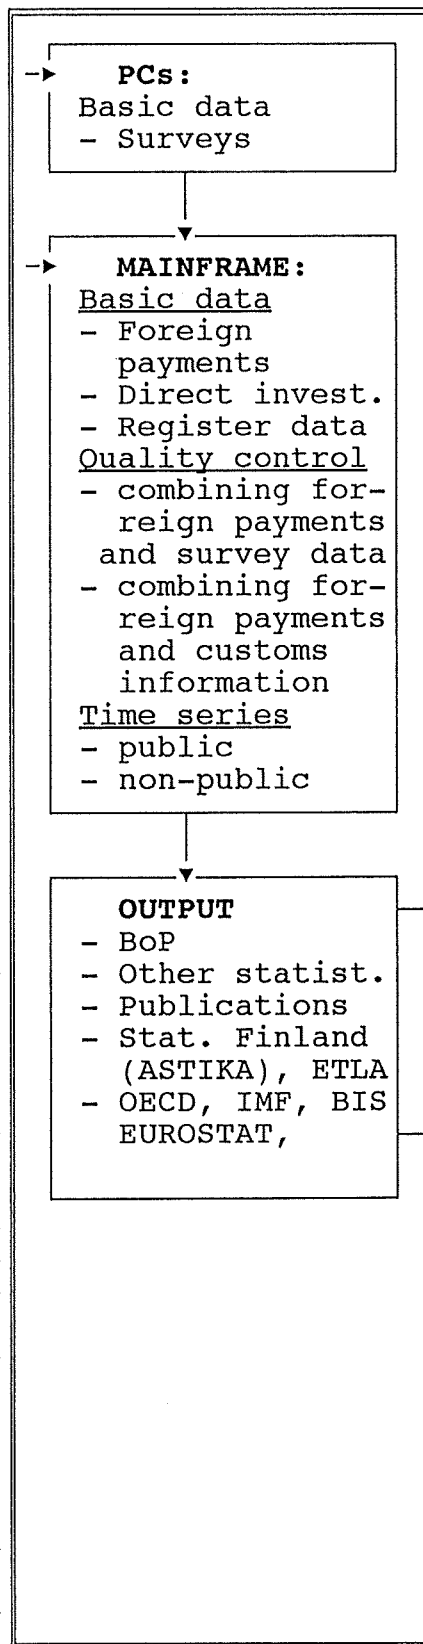 PCs:
Basic data
- Surveys
MAINFRAME:
Basic data
- Foreign
payments
- Direct invest.
- Register data
Quality control
- combining for-
reign payments
and survey data
- combining for-
reign payments
and customs
information
Time series
- public
- non-public
OUTPUT
- BoP
- Other statist.
- Publications
- Stat. Finland
(ASTIKA), ETLA
- OECD, IMF, BIS
EUROSTAT,